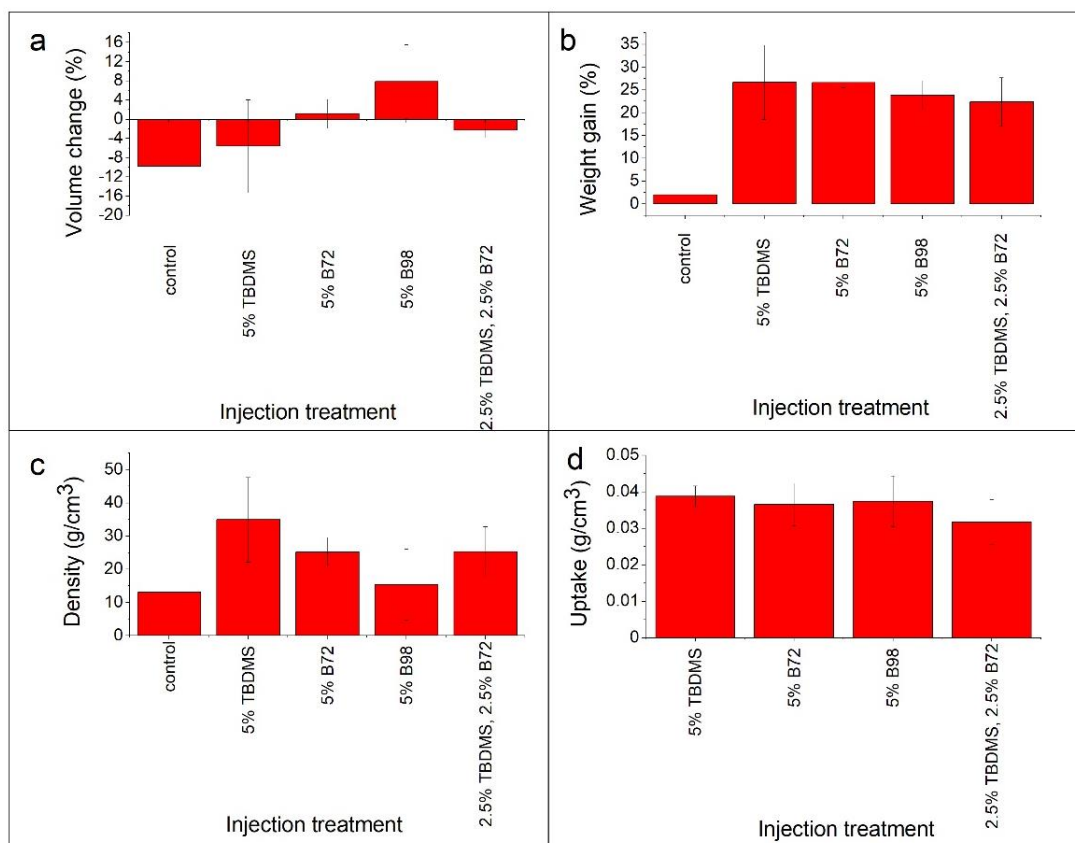 a
Volume change (%)
16
12
8
4
0
-4
-8
-12
-16
-20
control
5% TBDMS
5% B72
5% B98
2.5% TBDMS, 2.5% B72
Injection treatment
b
Weight gain (%)
35
30
25
20
15
10
5
0
control
5% TBDMS
5% B72
5% B98
2.5% TBDMS, 2.5% B72
Injection treatment
c
Density (g/cm³)
50
40
30
20
10
0
control
5% TBDMS
5% B72
5% B98
2.5% TBDMS, 2.5% B72
Injection treatment
d
Uptake (g/cm³)
0.05
0.04
0.03
0.02
0.01
0
5% TBDMS
5% B72
5% B98
2.5% TBDMS, 2.5% B72
Injection treatment